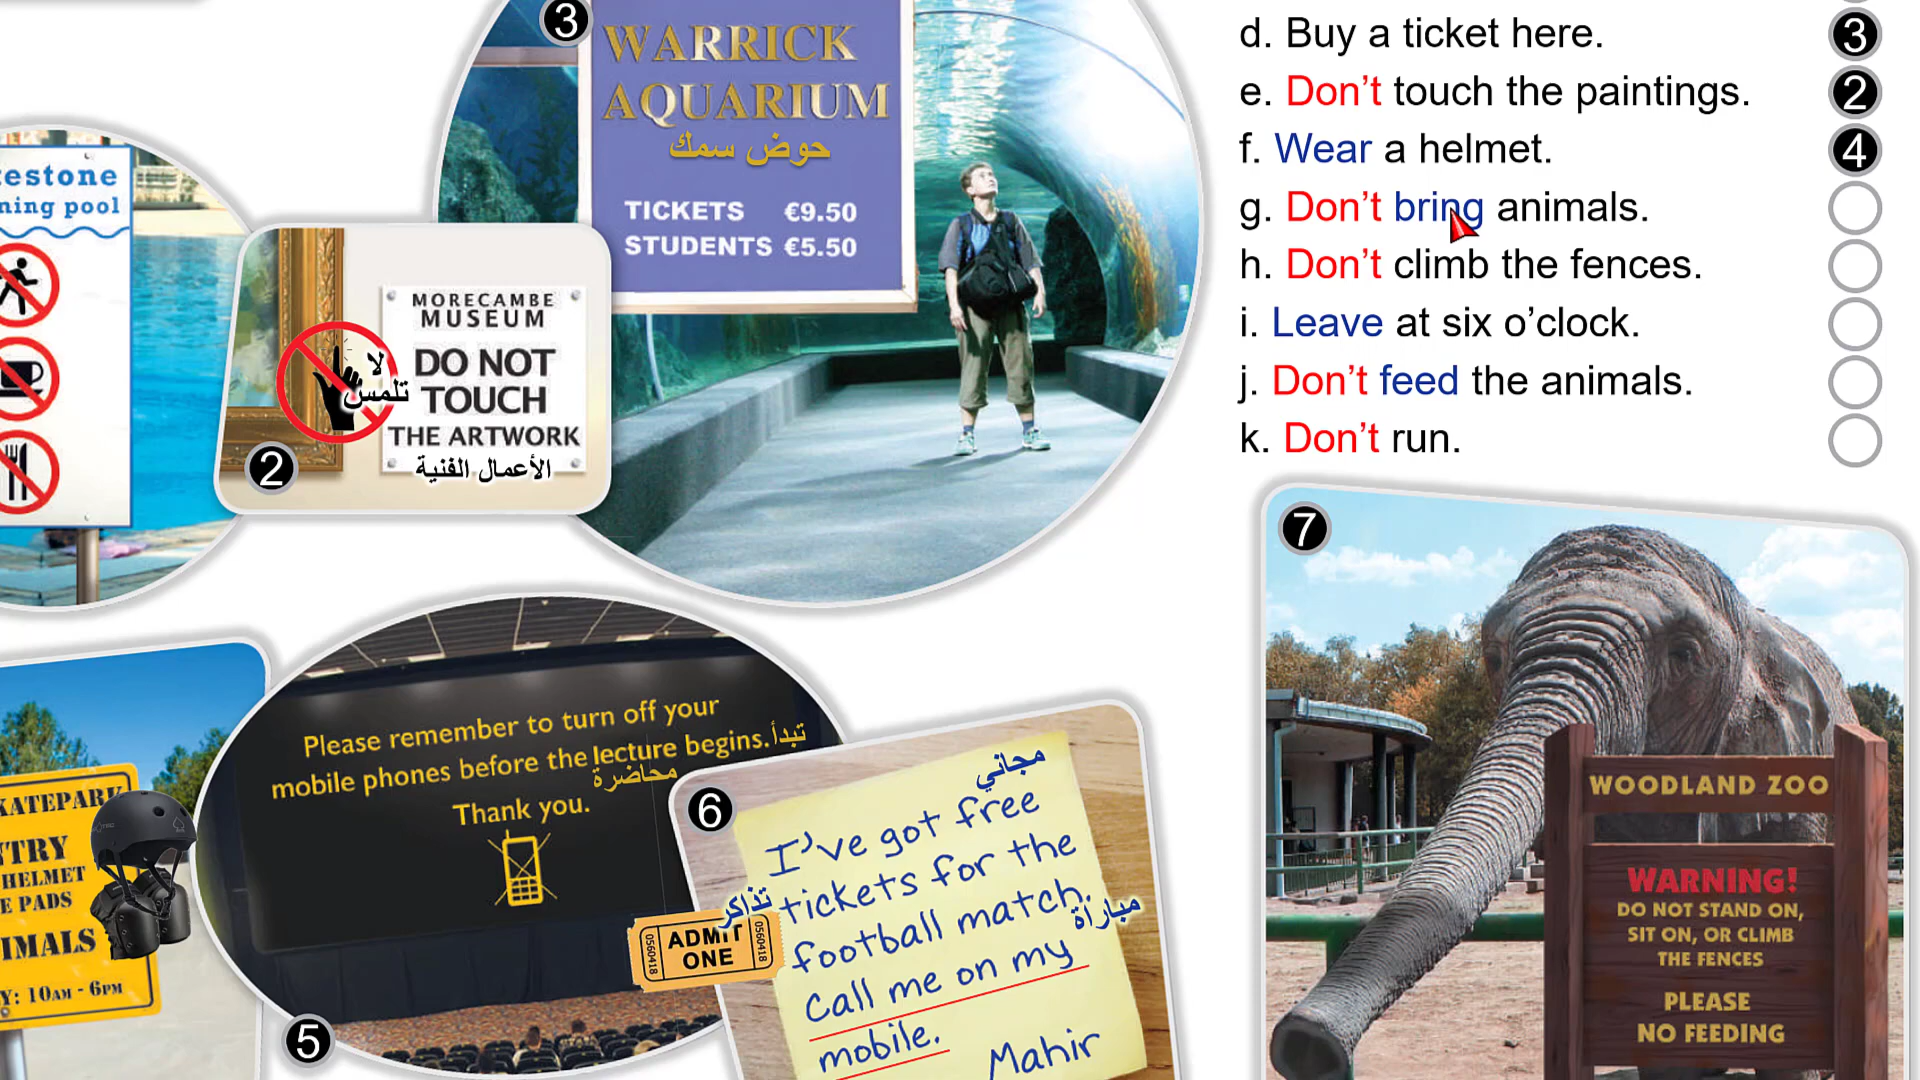 3
WARRICK
AQUARIUM
حوض سمك
TICKETS €9.50
STUDENTS €5.50
d. Buy a ticket here.
3
e. Don't touch the paintings.
2
f. Wear a helmet.
4
g. Don't bring animals.
h. Don't climb the fences.
i. Leave at six o'clock.
j. Don't feed the animals.
k. Don't run.
estone
ning pool
2
MORECAMBE
MUSEUM
DO NOT
TOUCH
THE ARTWORK
لا
تلمس
الأعمال الفنية
KATEPARK
TRY
HELMET
E PADS
IMALS
Y: 10AM - 6PM
5
Please remember to turn off your
mobile phones before the lecture begins.
تبدأ
محاضرة
Thank you.
6
مجاني
I've got free
tickets for the
football match.
Call me on my
mobile.
Mahir
تذاكر
مباراة
ADMIT
ONE
0560418
0560418
7
WOODLAND ZOO
WARNING!
DO NOT STAND ON,
SIT ON, OR CLIMB
THE FENCES
PLEASE
NO FEEDING